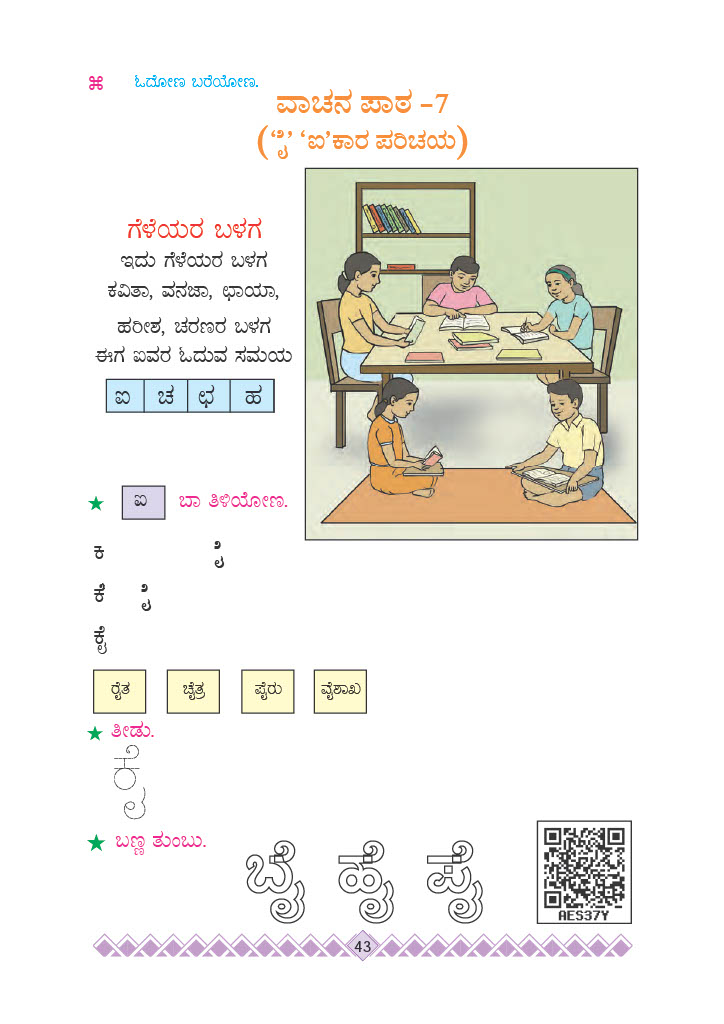 ಓದೋಣ ಬರೆಯೋಣ.
ವಾಚನ ಪಾಠ –7
(‘ೈ’ ‘ಐ’ಕಾರ ಪರಿಚಯ)
ಗೆಳೆಯರ ಬಳಗ
ಇದು ಗೆಳೆಯರ ಬಳಗ
ಕವಿತಾ, ವನಜಾ, ಛಾಯಾ,
ಹರೀಶ, ಚರಣರ ಬಳಗ
ಈಗ ಐವರ ಓದುವ ಸಮಯ
ಐ ಚ ಛ ಹ
ಐ ಬಾ ತಿಳಿಯೋಣ.
ಕ ೈ
ಕೆ ೈ
ಕೈ
ರೈತ ಚೈತ್ರ ಪೈರು ವೈಶಾಖ
ತೀಡು.
ಕೈ
ಬಣ್ಣ ತುಂಬು.
ಬೈ ಹೈ ಪೈ
AES37Y
43